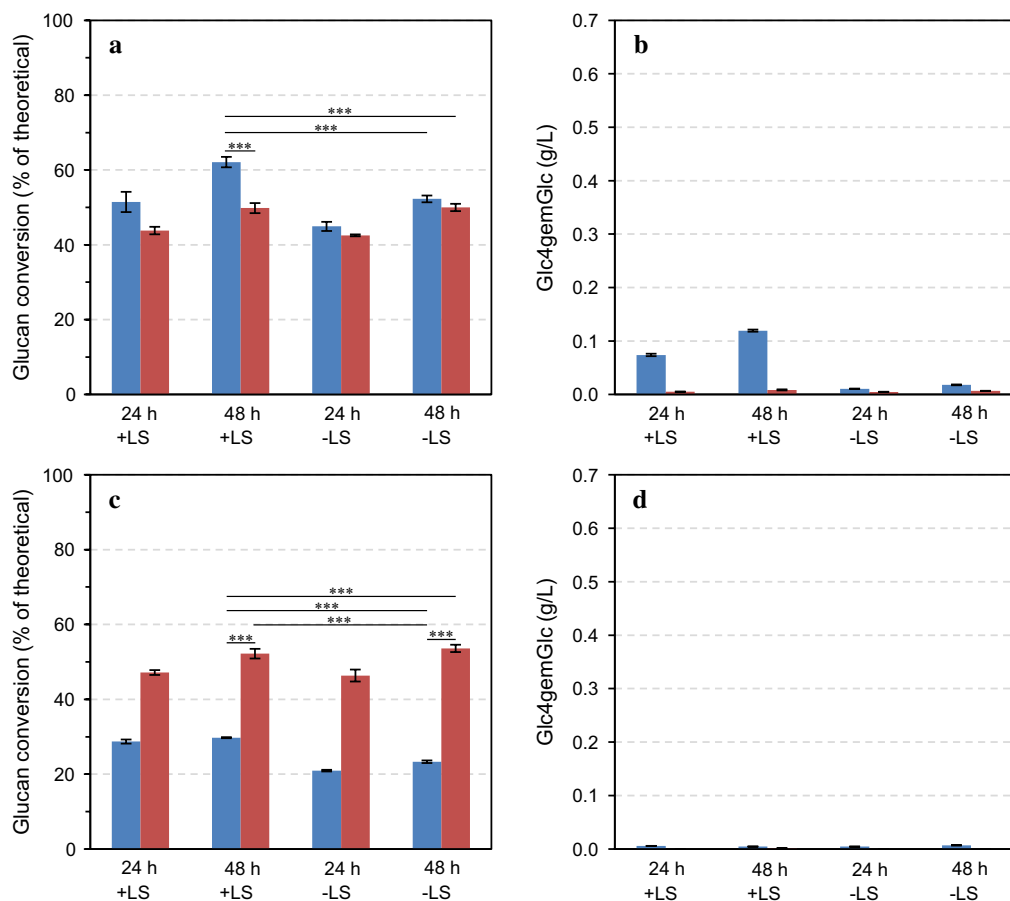 a
Glucan conversion (% of theoretical)
100
80
60
40
20
0
***
***
***
24 h
+LS
48 h
+LS
24 h
-LS
48 h
-LS
b
Glc4gemGlc (g/L)
0.7
0.6
0.5
0.4
0.3
0.2
0.1
0.0
24 h
+LS
48 h
+LS
24 h
-LS
48 h
-LS
c
Glucan conversion (% of theoretical)
100
80
60
40
20
0
***
***
***
***
***
24 h
+LS
48 h
+LS
24 h
-LS
48 h
-LS
d
Glc4gemGlc (g/L)
0.7
0.6
0.5
0.4
0.3
0.2
0.1
0.0
24 h
+LS
48 h
+LS
24 h
-LS
48 h
-LS